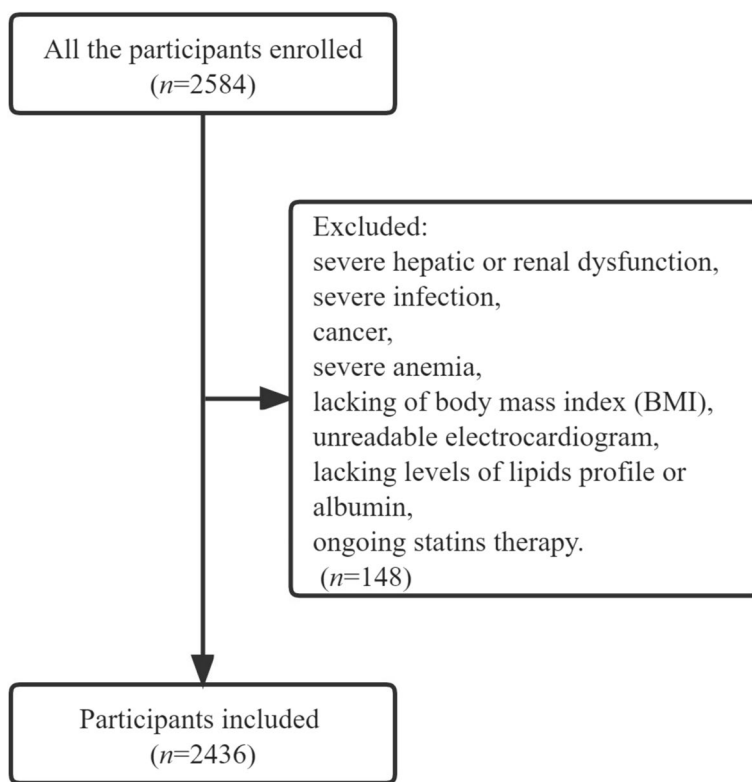 All the participants enrolled
(n=2584)
Excluded:
severe hepatic or renal dysfunction,
severe infection,
cancer,
severe anemia,
lacking of body mass index (BMI),
unreadable electrocardiogram,
lacking levels of lipids profile or
albumin,
ongoing statins therapy.
(n=148)
Participants included
(n=2436)